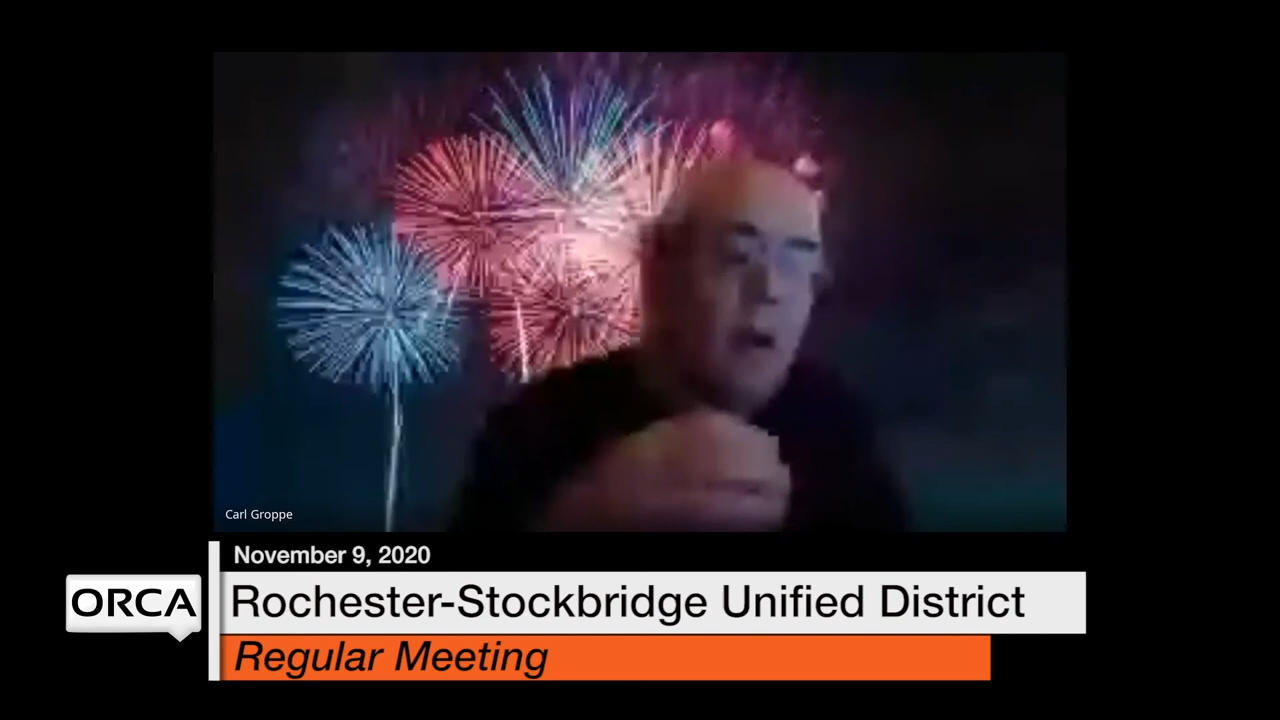 Carl Groppe
November 9, 2020
ORCA
Rochester-Stockbridge Unified District
Regular Meeting